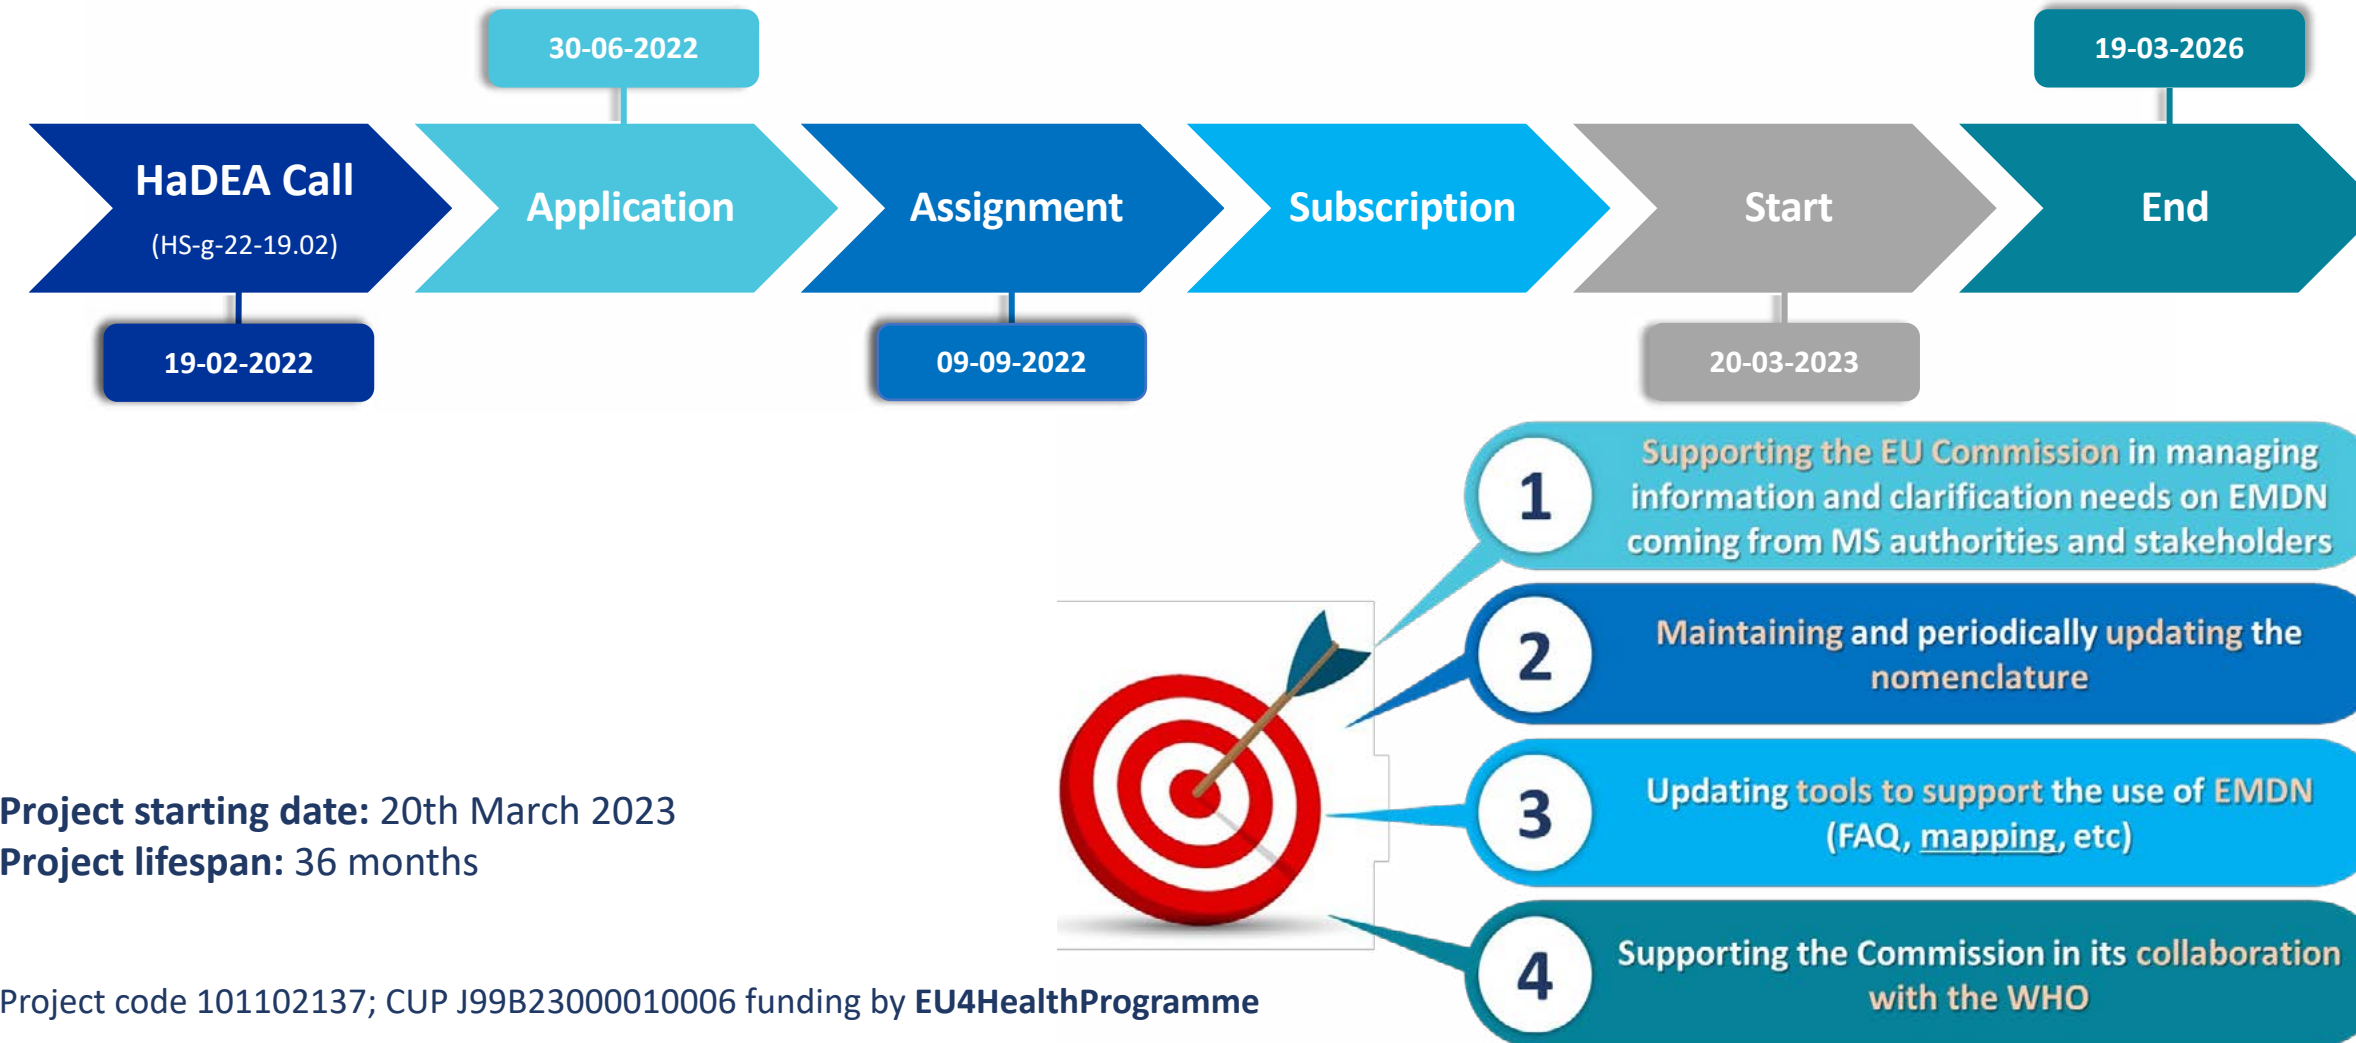 30-06-2022
19-03-2026
HaDEA Call
(HS-g-22-19.02)
Application
Assignment
Subscription
Start
End
19-02-2022
09-09-2022
20-03-2023
1
Supporting the EU Commission in managing
information and clarification needs on EMDN
coming from MS authorities and stakeholders
2
Maintaining and periodically updating the
nomenclature
3
Updating tools to support the use of EMDN
(FAQ, mapping, etc)
4
Supporting the Commission in its collaboration
with the WHO
Project starting date: 20th March 2023
Project lifespan: 36 months
Project code 101102137; CUP J99B23000010006 funding by EU4HealthProgramme